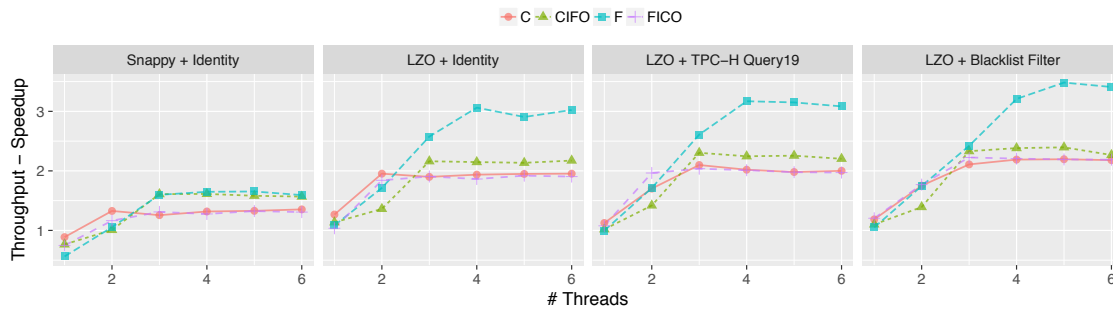 C CIFO F FICO
Snappy + Identity LZO + Identity LZO + TPC−H Query19 LZO + Blacklist Filter
Throughput − Speedup
3
2
1
2 4 6 2 4 6 2 4 6 2 4 6
# Threads